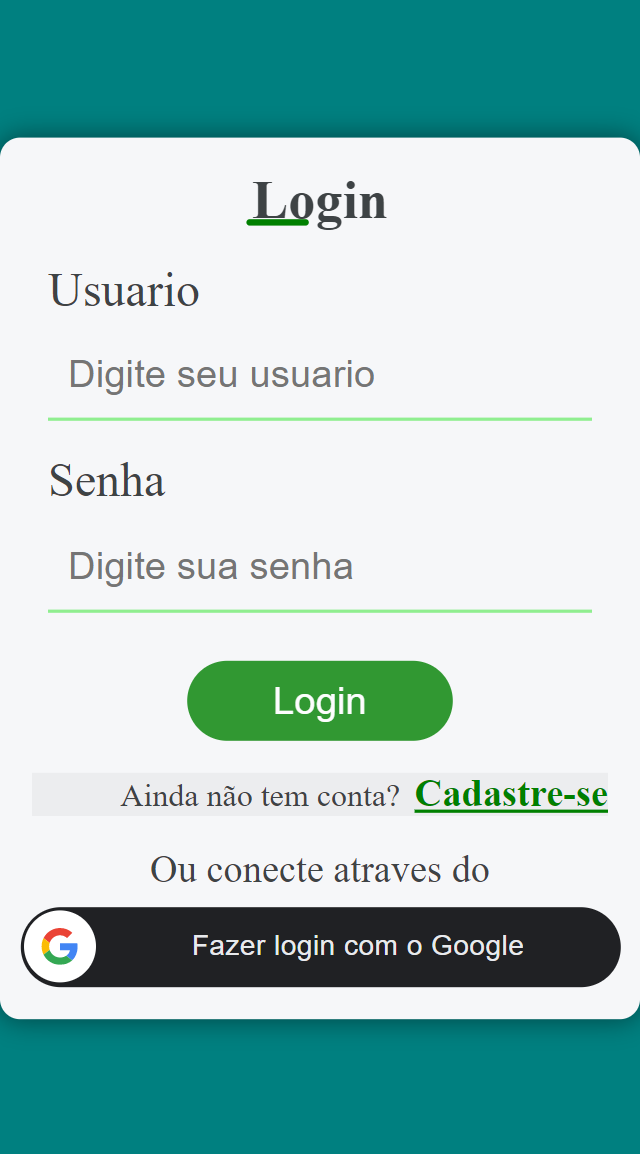 Login
Usuario
Digite seu usuario
Senha
Digite sua senha
Login
Ainda não tem conta? Cadastre-se
Ou conecte atraves do
Fazer login com o Google